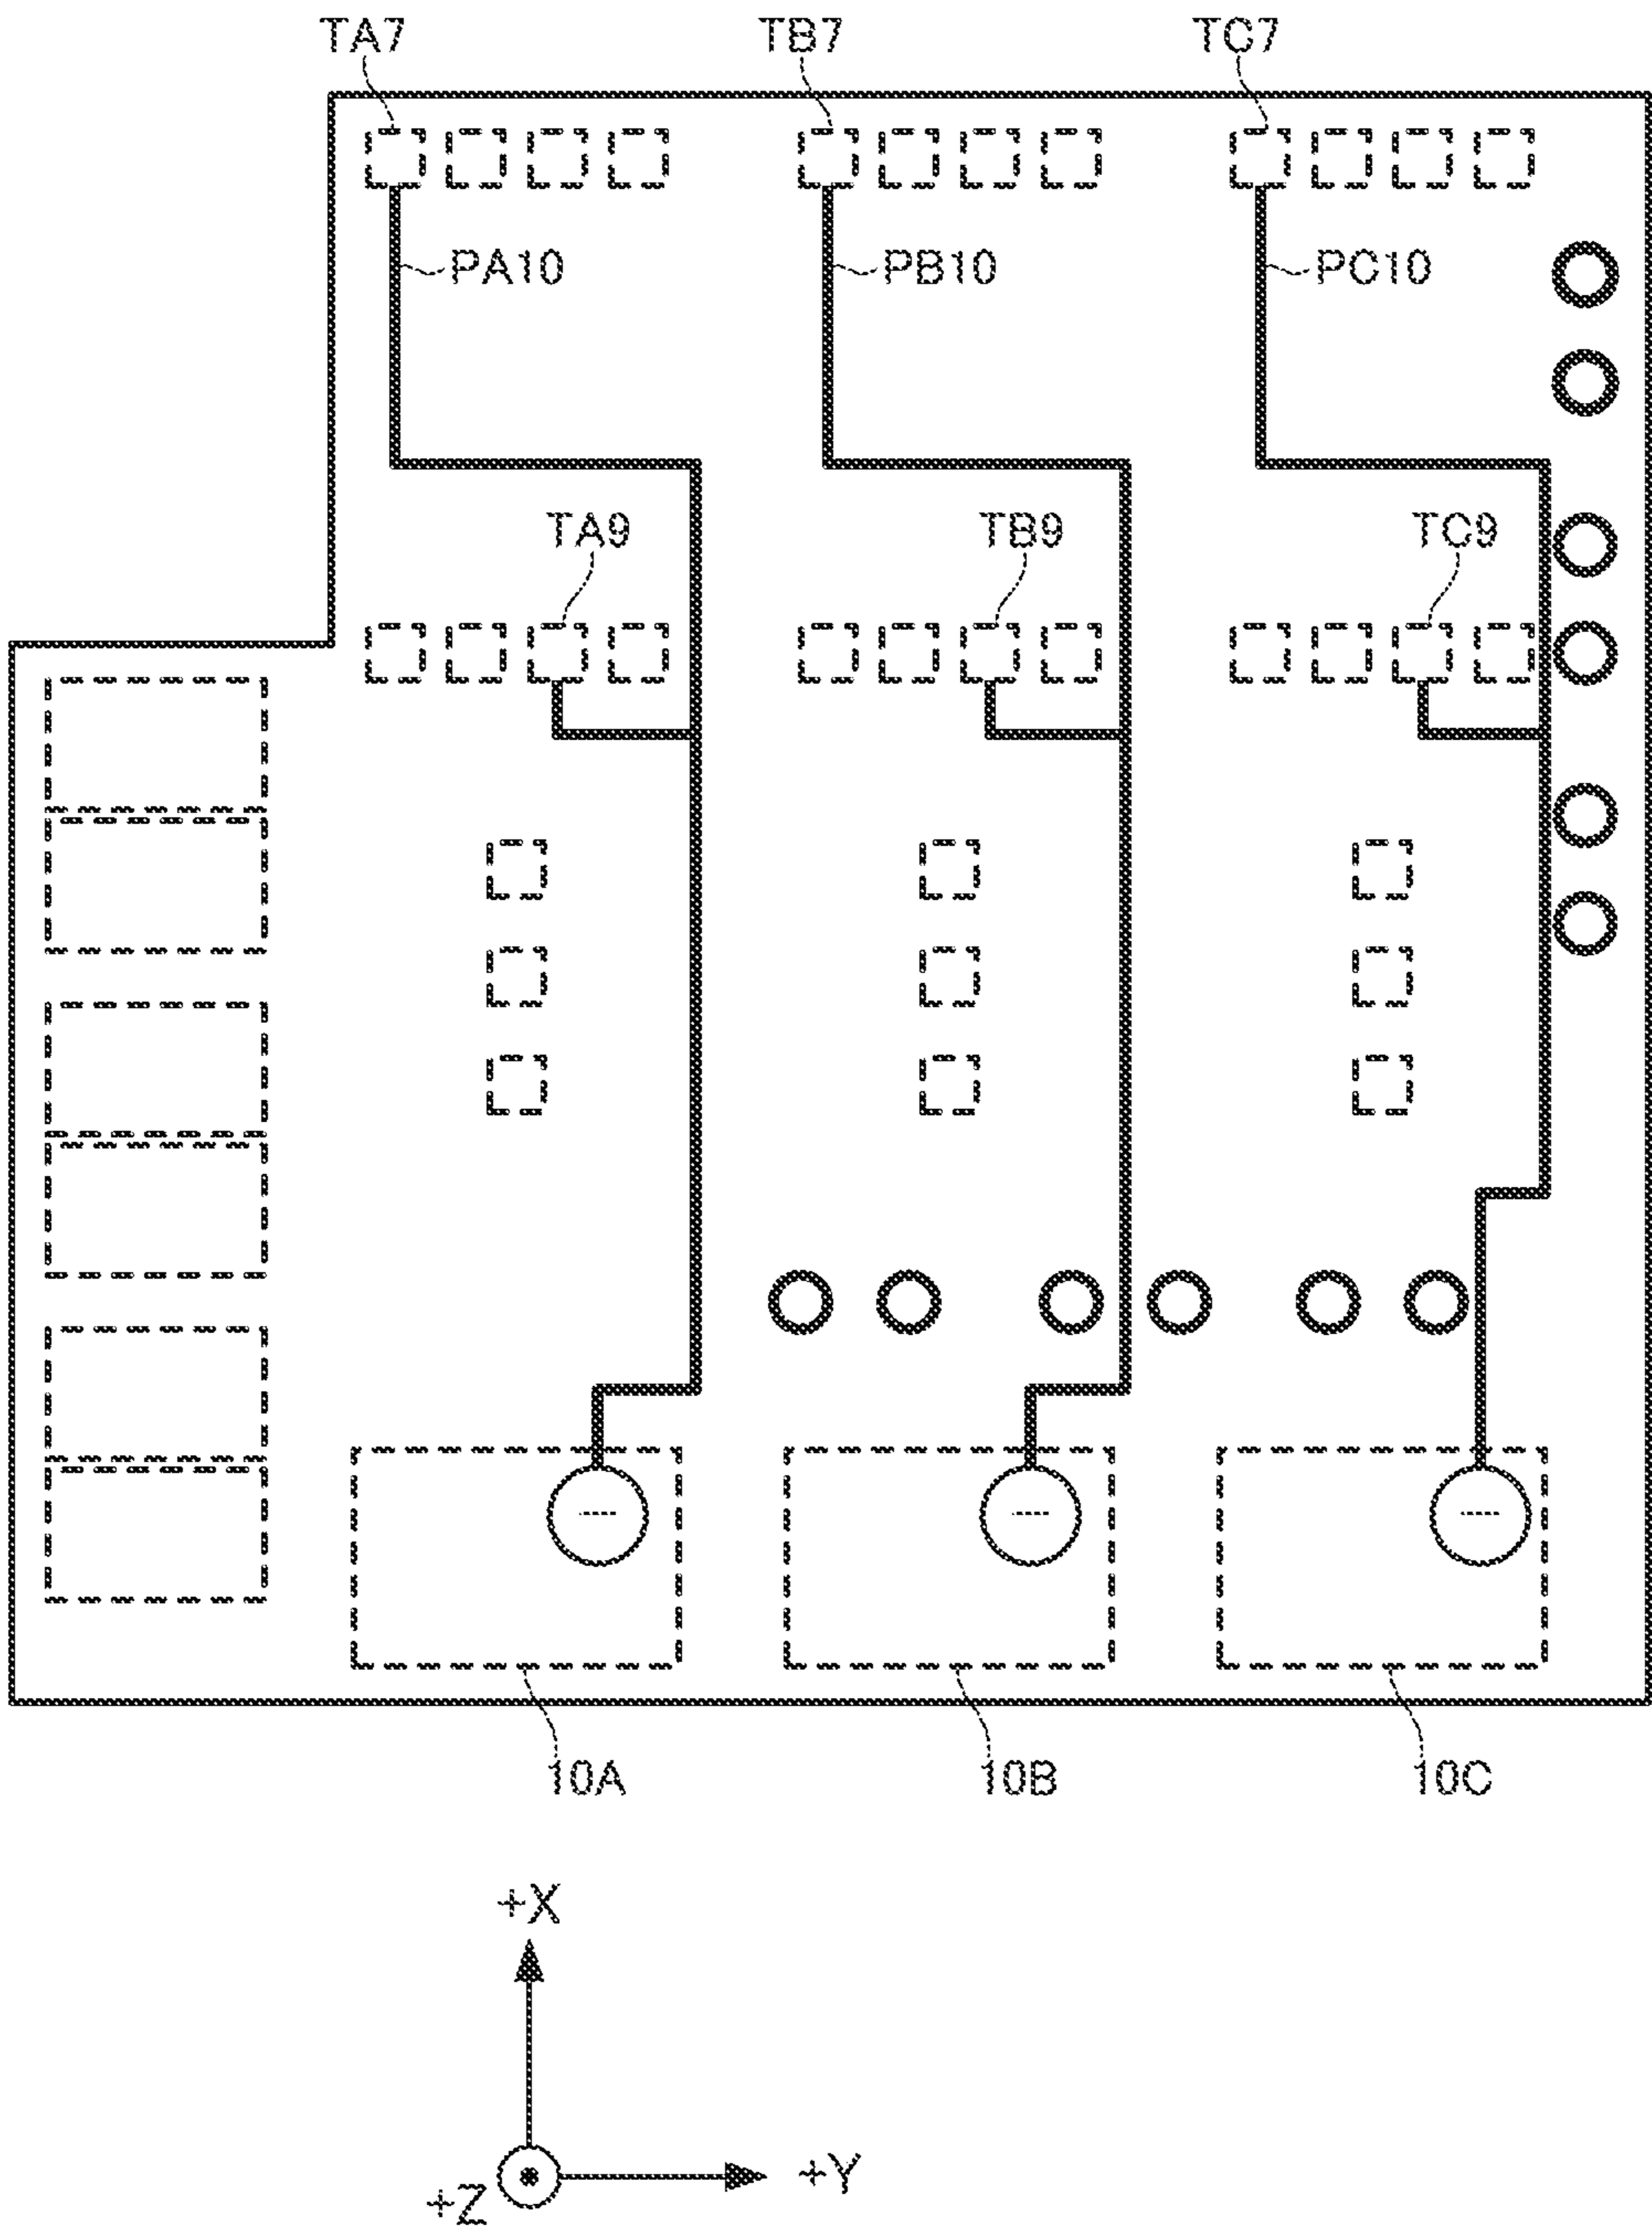 TA7 TB7 TC7
PA10 PB10 PC10
TA9 TB9 TC9
10A 10B 10C
+X
+Y
+Z